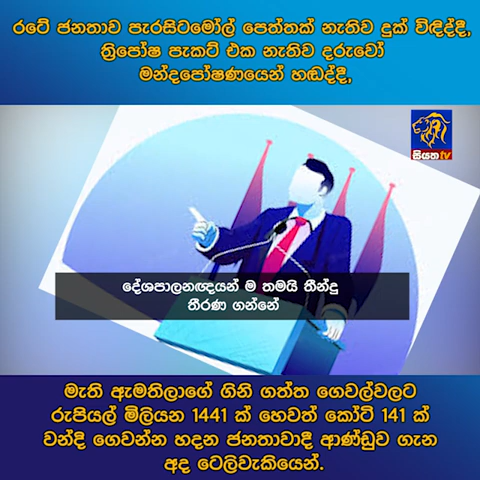 රටේ ජනතාව පැරසිටමෝල් පෙත්තක් නැතිව දුක් විඳිද්දී,
ත්‍රිපෝෂ පැකට් එක නැතිව දරුවෝ
මන්දපෝෂණයෙන් හඬද්දී,
සියත tv
දේශපාලනඥයන් ම තමයි තීන්දු
තීරණ ගන්නේ
මැති ඇමතිලාගේ ගිනි ගත්ත ගෙවල්වලට
රුපියල් මිලියන 1441 ක් හෙවත් කෝටි 141 ක්
වන්දි ගෙවන්න හදන ජනතාවාදී ආණ්ඩුව ගැන
අද ටෙලිවැකියෙන්.